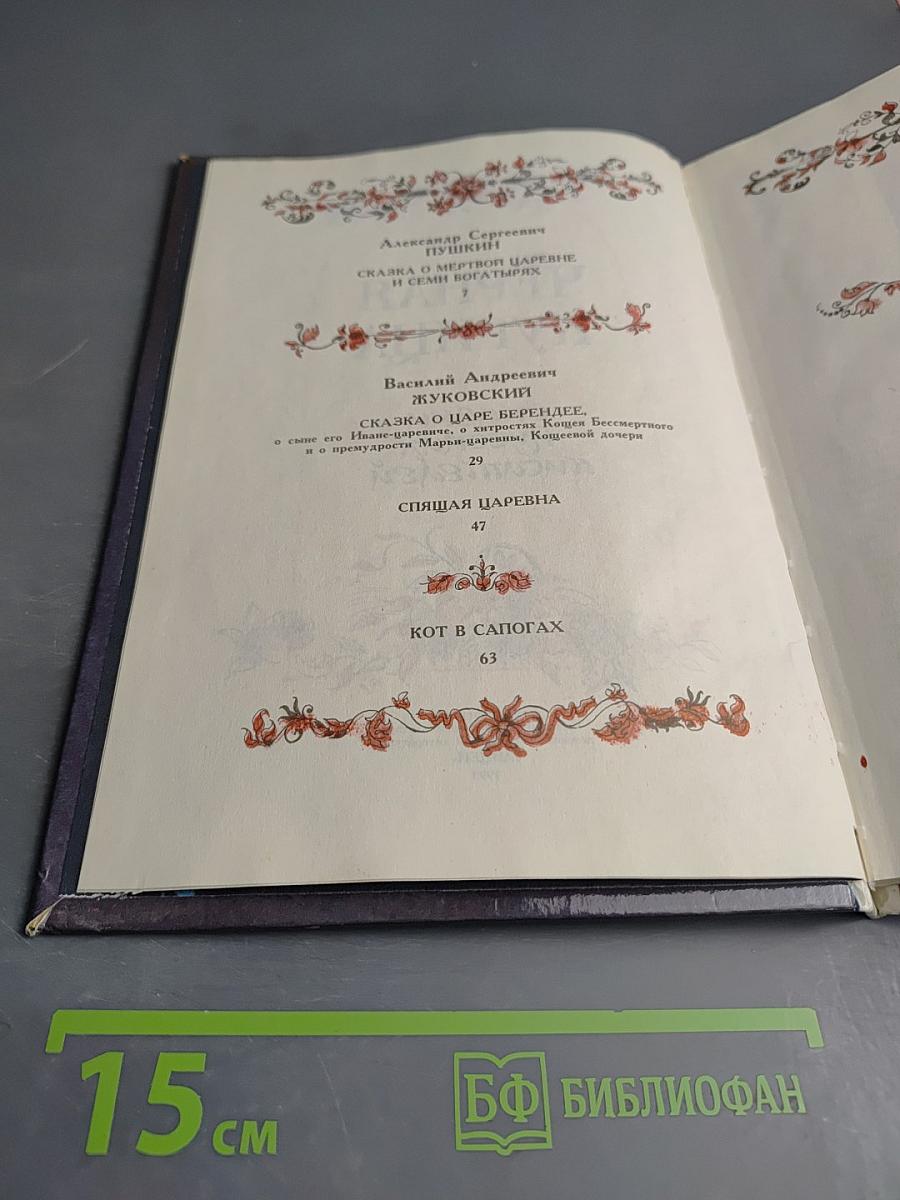 Александр Сергеевич
ПУШКИН
СКАЗКА О МЕРТВОЙ ЦАРЕВНЕ
И СЕМИ БОГАТЫРЯХ
7
Василий Андреевич
ЖУКОВСКИЙ
СКАЗКА О ЦАРЕ БЕРЕНДЕЕ,
о сыне его Иване-царевиче, о хитростях Кощея Бессмертного
и о премудрости Марьи-царевны, Кощеевой дочери
29
СПЯЩАЯ ЦАРЕВНА
47
КОТ В САПОГАХ
63
15 см
БФ БИБЛИОФАН